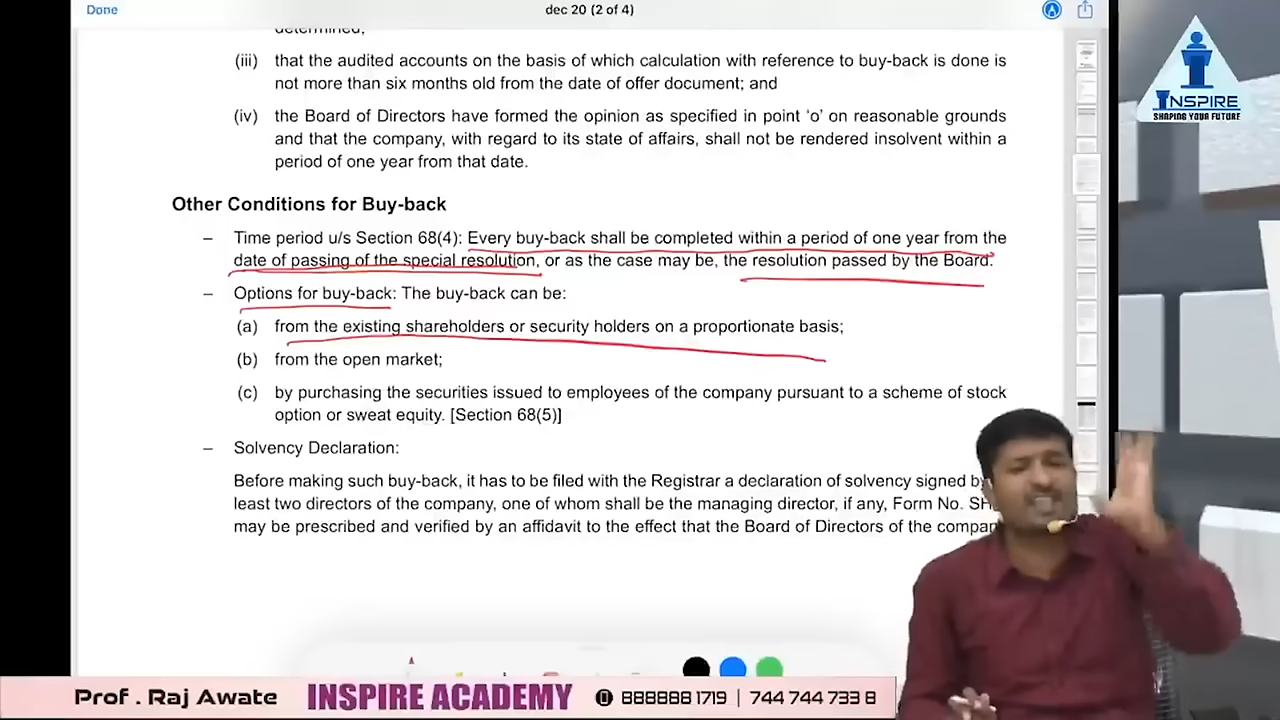 Done
dec 20 (2 of 4)
determined;
(iii) that the audited accounts on the basis of which calculation with reference to buy-back is done is
not more than six months old from the date of offer document; and
(iv) the Board of Directors have formed the opinion as specified in point ‘o’ on reasonable grounds
and that the company, with regard to its state of affairs, shall not be rendered insolvent within a
period of one year from that date.
Other Conditions for Buy-back
– Time period u/s Section 68(4): Every buy-back shall be completed within a period of one year from the
date of passing of the special resolution, or as the case may be, the resolution passed by the Board.
– Options for buy-back: The buy-back can be:
(a) from the existing shareholders or security holders on a proportionate basis;
(b) from the open market;
(c) by purchasing the securities issued to employees of the company pursuant to a scheme of stock
option or sweat equity. [Section 68(5)]
– Solvency Declaration:
Before making such buy-back, it has to be filed with the Registrar a declaration of solvency signed
least two directors of the company, one of whom shall be the managing director, if any, Form No.
may be prescribed and verified by an affidavit to the effect that the Board of Directors of the
INSPIRE
SHAPING YOUR FUTURE
Prof . Raj Awate INSPIRE ACADEMY 888888 1719 | 744 744 733 8